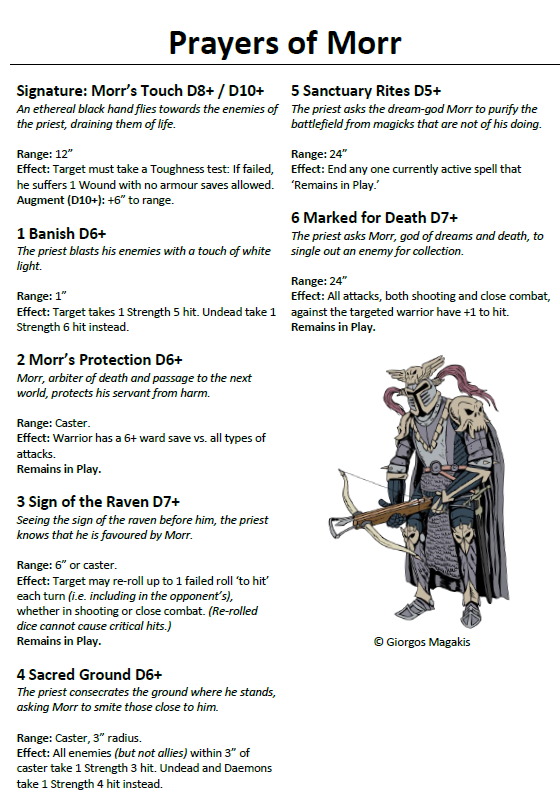 Prayers of Morr
Signature: Morr's Touch D8+ / D10+
An ethereal black hand flies towards the enemies of
the priest, draining them of life.
Range: 12"
Effect: Target must take a Toughness test: If failed,
he suffers 1 Wound with no armour saves allowed.
Augment (D10+): +6" to range.
1 Banish D6+
The priest blasts his enemies with a touch of white
light.
Range: 1"
Effect: Target takes 1 Strength 5 hit. Undead take 1
Strength 6 hit instead.
2 Morr's Protection D6+
Morr, arbiter of death and passage to the next
world, protects his servant from harm.
Range: Caster.
Effect: Warrior has a 6+ ward save vs. all types of
attacks.
Remains in Play.
3 Sign of the Raven D7+
Seeing the sign of the raven before him, the priest
knows that he is favoured by Morr.
Range: 6" or caster.
Effect: Target may re-roll up to 1 failed roll 'to hit'
each turn (i.e. including in the opponent's),
whether in shooting or close combat. (Re-rolled
dice cannot cause critical hits.)
Remains in Play.
4 Sacred Ground D6+
The priest consecrates the ground where he stands,
asking Morr to smite those close to him.
Range: Caster, 3" radius.
Effect: All enemies (but not allies) within 3" of
caster take 1 Strength 3 hit. Undead and Daemons
take 1 Strength 4 hit instead.
5 Sanctuary Rites D5+
The priest asks the dream-god Morr to purify the
battlefield from magicks that are not of his doing.
Range: 24"
Effect: End any one currently active spell that
'Remains in Play.'
6 Marked for Death D7+
The priest asks Morr, god of dreams and death, to
single out an enemy for collection.
Range: 24"
Effect: All attacks, both shooting and close combat,
against the targeted warrior have +1 to hit.
Remains in Play.
© Giorgos Magakis